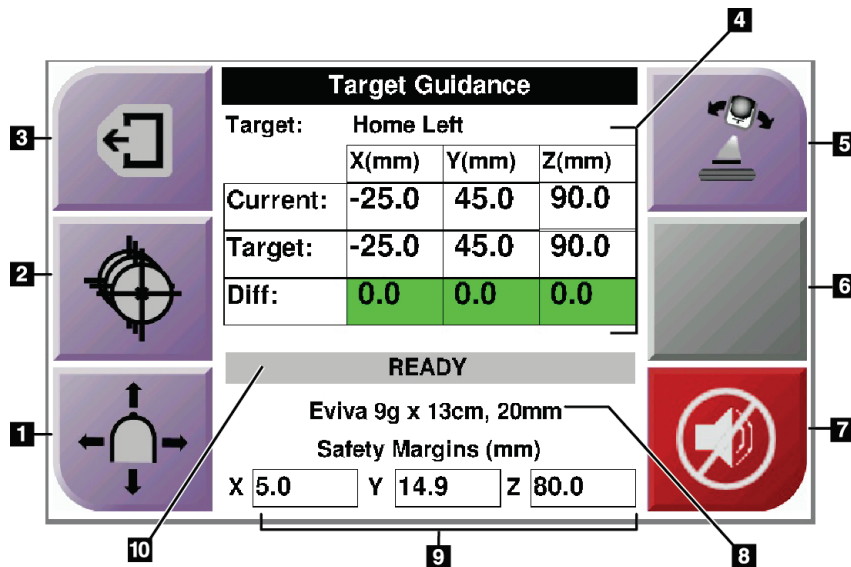 4
Target Guidance
3
Target: Home Left
5
X(mm) Y(mm) Z(mm)
Current: -25.0 45.0 90.0
Target: -25.0 45.0 90.0
2
6
Diff: 0.0 0.0 0.0
READY
Eviva 9g x 13cm, 20mm
1
7
Safety Margins (mm)
X 5.0 Y 14.9 Z 80.0
10
9
8